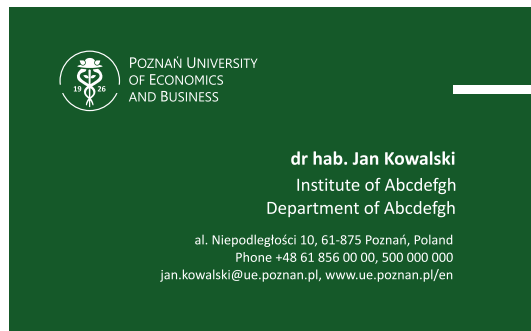 POZNAŃ UNIVERSITY
OF ECONOMICS
AND BUSINESS
19 26
dr hab. Jan Kowalski
Institute of Abcdefgh
Department of Abcdefgh
al. Niepodległości 10, 61-875 Poznań, Poland
Phone +48 61 856 00 00, 500 000 000
jan.kowalski@ue.poznan.pl, www.ue.poznan.pl/en